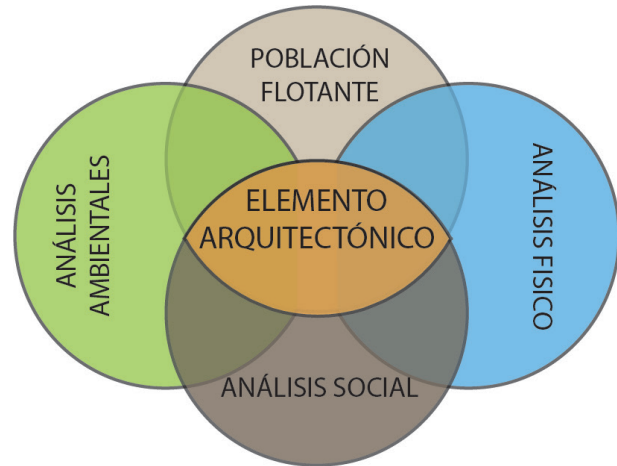 POBLACIÓN
FLOTANTE
ANÁLISIS
AMBIENTALES
ELEMENTO
ARQUITECTÓNICO
ANÁLISIS FISICO
ANÁLISIS SOCIAL